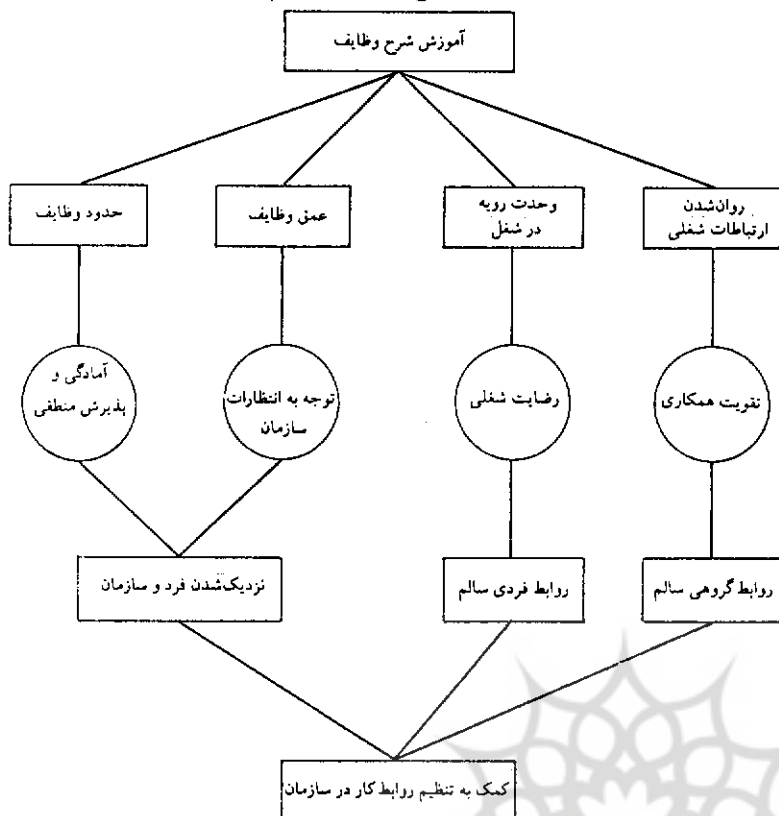 آموزش شرح وظایف
روان‌شدن
ارتباطات شغلی
وحدت رویه
در شغل
عمق وظایف
حدود وظایف
تقویت همکاری
رضایت شغلی
توجه به انتظارات
سازمان
آمادگی و
پذیرش منطقی
روابط گروهی سالم
روابط فردی سالم
نزدیک‌شدن فرد و سازمان
کمک به تنظیم روابط کار در سازمان